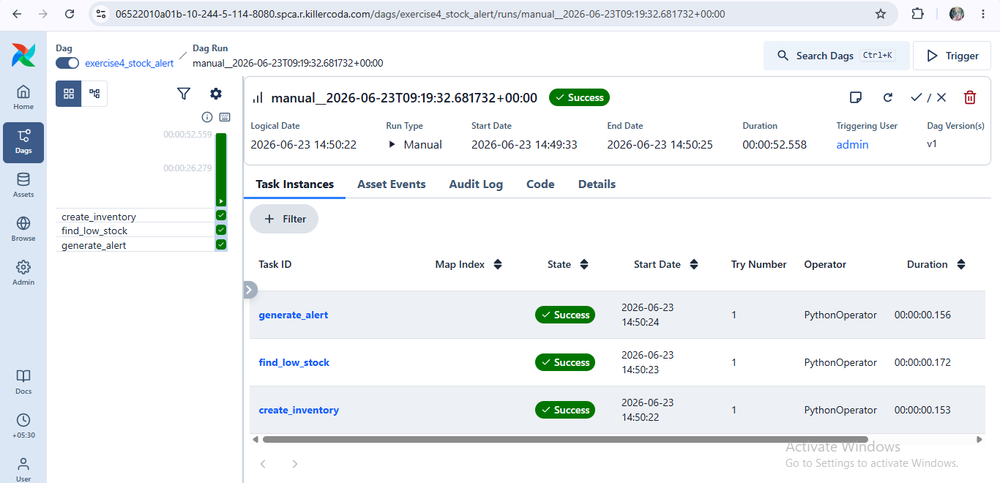 06522010a01b-10-244-5-114-8080.spca.r.killercoda.com/dags/exercise4_stock_alert/runs/manual__2026-06-23T09:19:32.681732+00:00
Dag
exercise4_stock_alert
/
Dag Run
manual__2026-06-23T09:19:32.681732+00:00
Search Dags Ctrl+K
Trigger
Home
Dags
Assets
Browse
Admin
Docs
+05:30
User
00:00:52.559
00:00:26.279
create_inventory
find_low_stock
generate_alert
manual__2026-06-23T09:19:32.681732+00:00 Success
/
Logical Date Run Type Start Date End Date Duration Triggering User Dag Version(s)
2026-06-23 14:50:22 Manual 2026-06-23 14:49:33 2026-06-23 14:50:25 00:00:52.558 admin v1
Task Instances Asset Events Audit Log Code Details
+ Filter
Task ID Map Index State Start Date Try Number Operator Duration
generate_alert Success 2026-06-23 14:50:24 1 PythonOperator 00:00:00.156
find_low_stock Success 2026-06-23 14:50:23 1 PythonOperator 00:00:00.172
create_inventory Success 2026-06-23 14:50:22 1 PythonOperator 00:00:00.153
Activate Windows
Go to Settings to activate Windows.